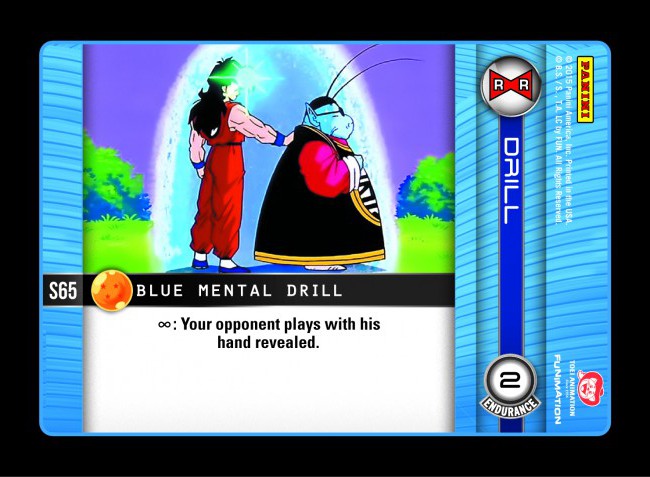 S65
BLUE MENTAL DRILL
∞: Your opponent plays with his
hand revealed.
R R
DRILL
2
ENDURANCE
PANINI
© 2015 Panini America, Inc. Printed in the USA.
© B.S. / S., T.A. LC by FUN. All Rights Reserved.
TOEI ANIMATION
FUNIMATION